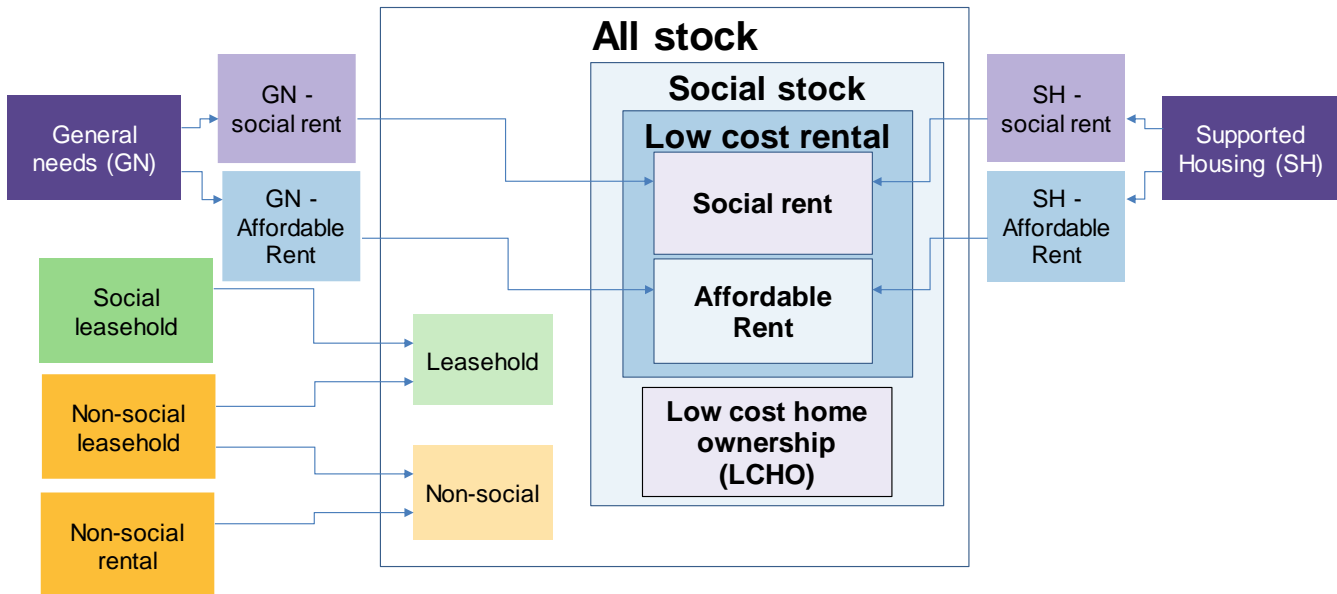 All stock
Social stock
Low cost rental
Social rent
Affordable
Rent
Low cost home
ownership
(LCHO)
General
needs (GN)
GN -
social rent
GN -
Affordable
Rent
Social
leasehold
Non-social
leasehold
Non-social
rental
Leasehold
Non-social
SH -
social rent
SH -
Affordable
Rent
Supported
Housing (SH)